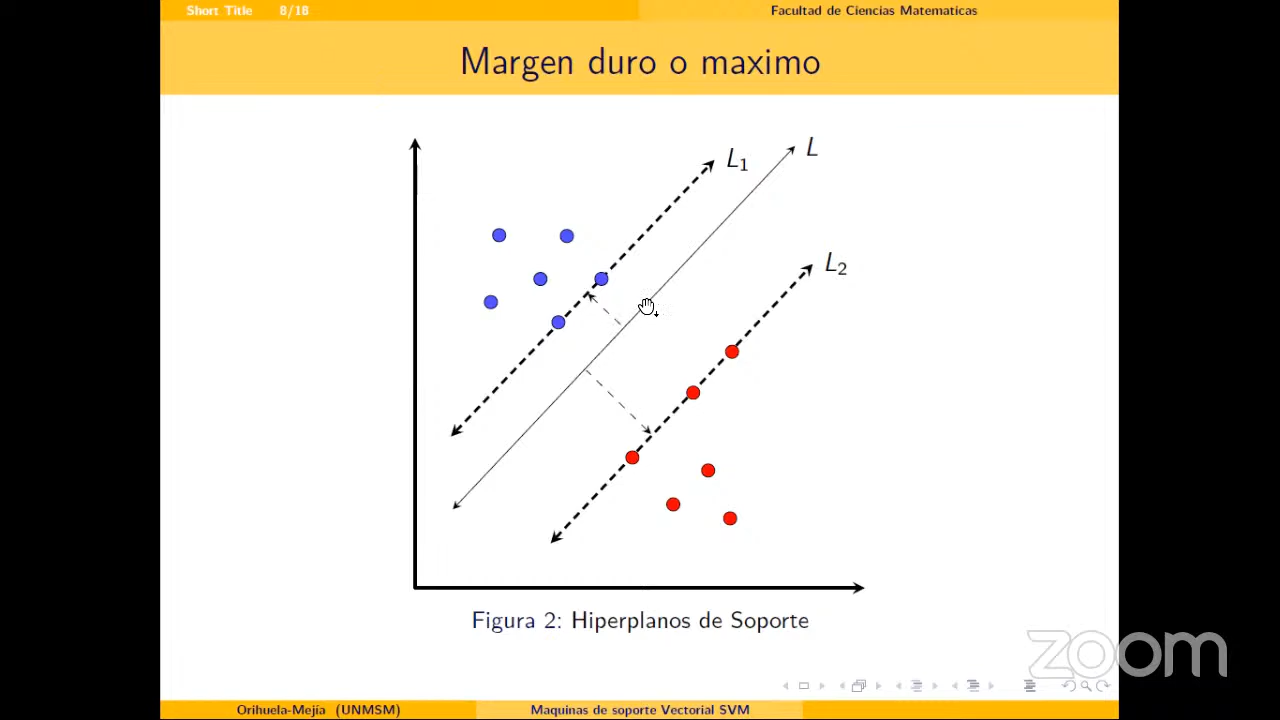 Short Title 8/18
Facultad de Ciencias Matematicas
Margen duro o maximo
L
L1
L2
Figura 2: Hiperplanos de Soporte
zoom
Orihuela-Mejía (UNMSM)
Maquinas de soporte Vectorial SVM